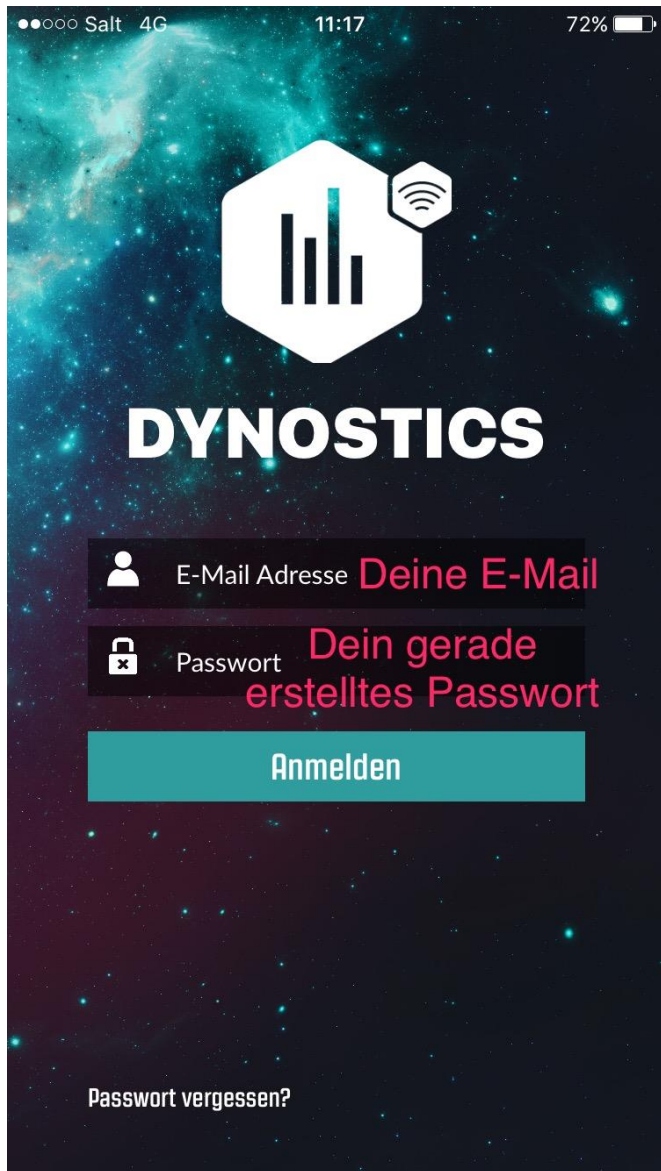 Salt 4G 11:17 72%
DYNOSTICS
E-Mail Adresse Deine E-Mail
Passwort Dein gerade
erstelltes Passwort
Anmelden
Passwort vergessen?